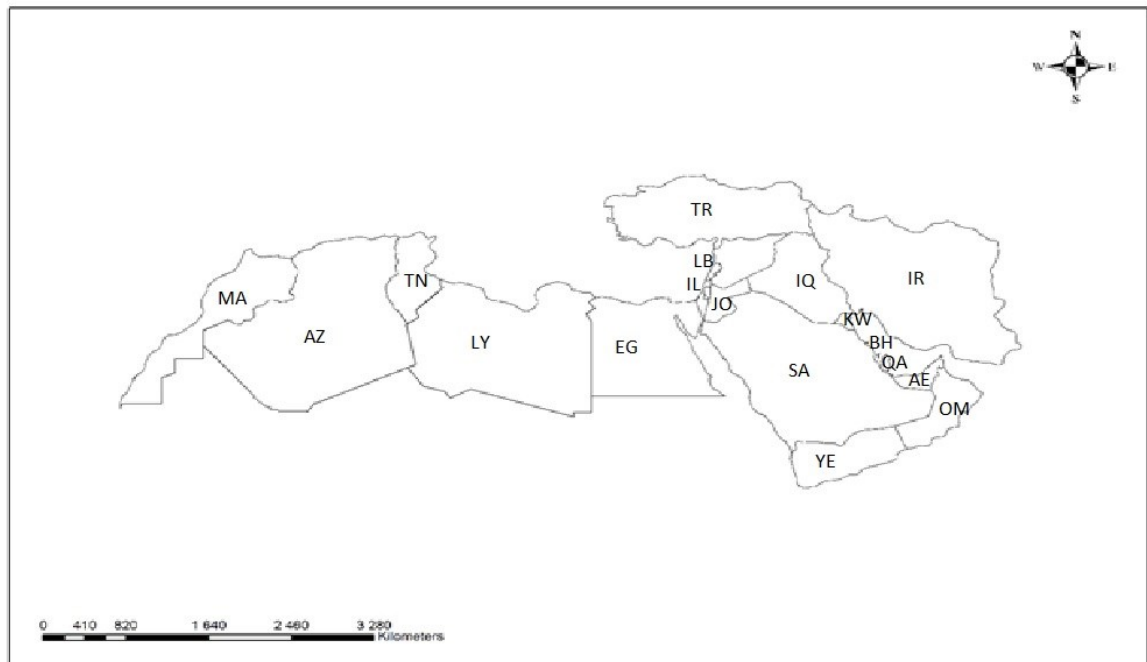 N
W E
S
TR
LB
IL
JO
IQ
IR
MA
AZ
TN
LY
EG
KW
BH
QA
AE
SA
OM
YE
0 410 820 1 640 2 460 3 280
Kilometers